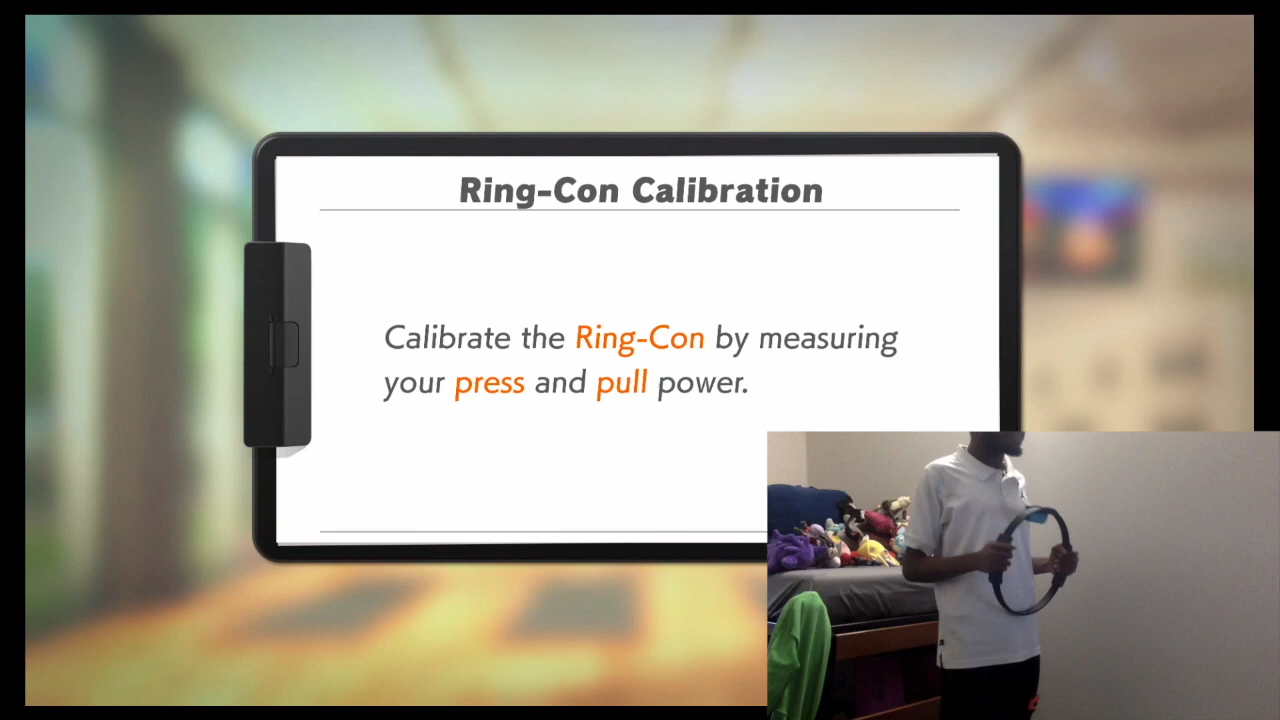 Ring-Con Calibration
Calibrate the Ring-Con by measuring
your press and pull power.